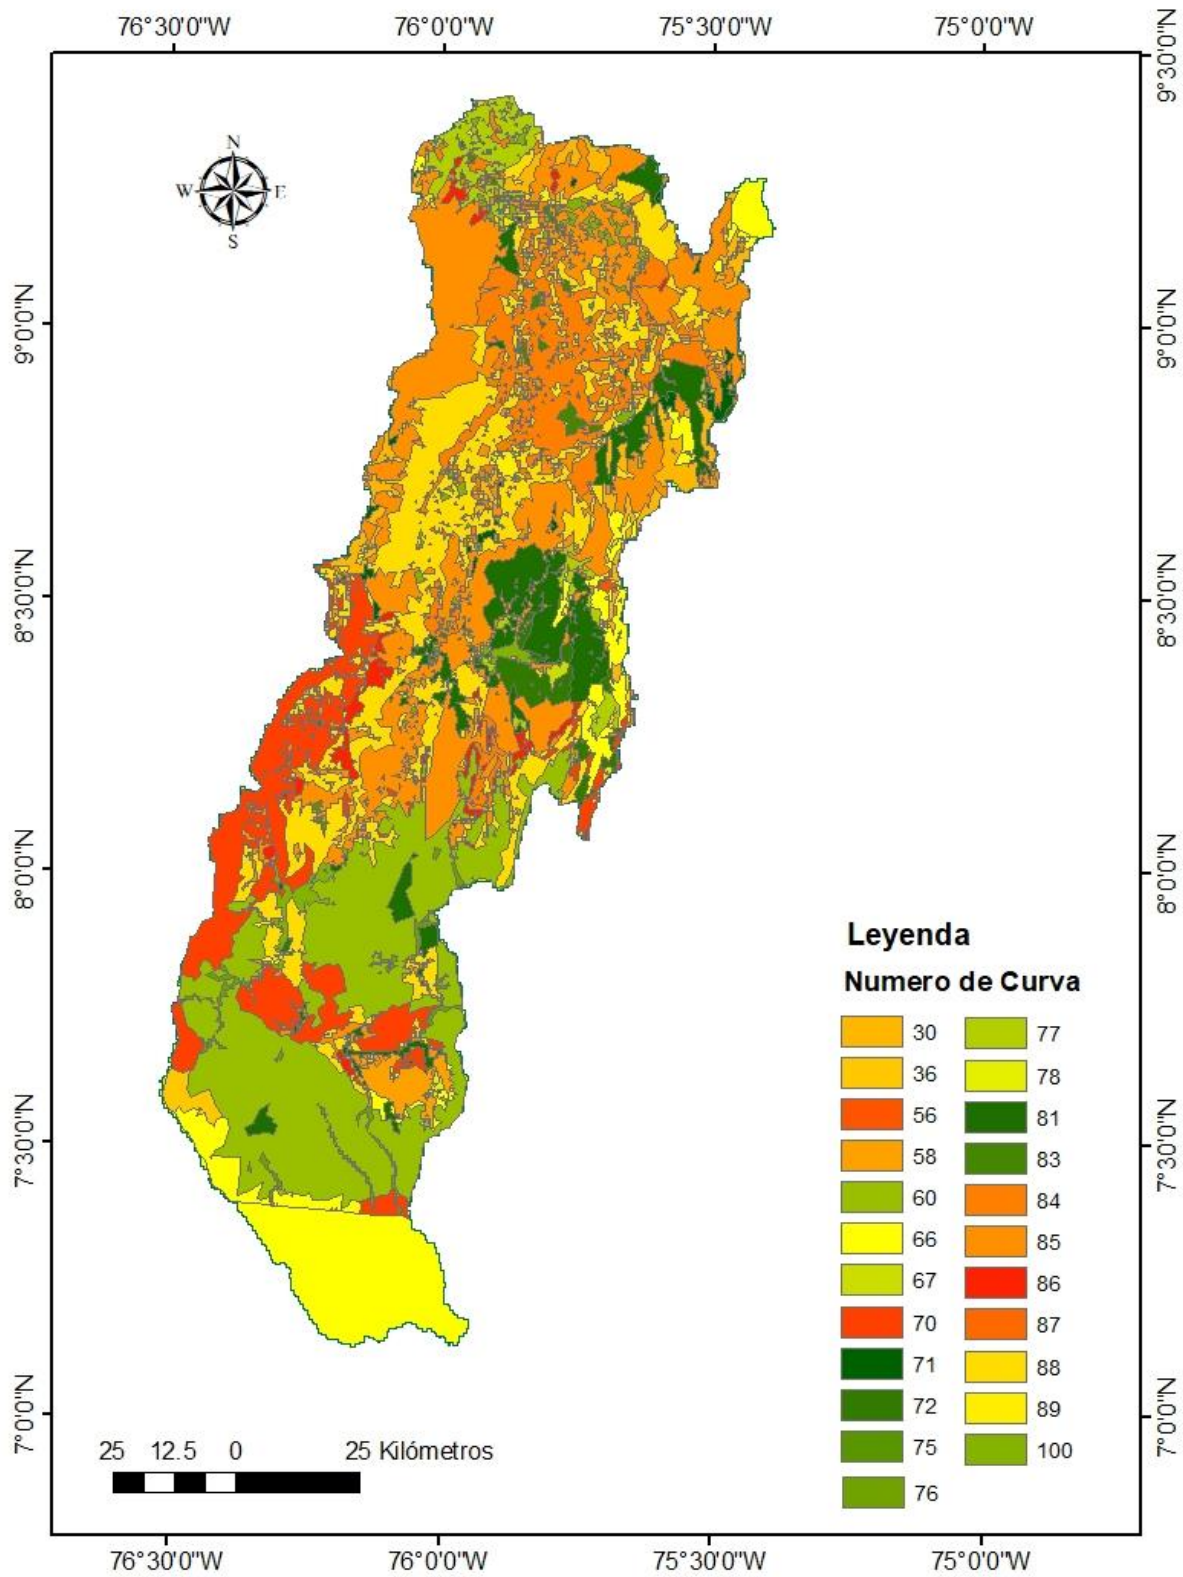 76°30'0"W 76°0'0"W 75°30'0"W 75°0'0"W
9°30'0"N
N
W E
S
9°0'0"N 9°0'0"N
8°30'0"N 8°30'0"N
8°0'0"N 8°0'0"N
Leyenda
Numero de Curva
30 77
36 78
56 81
58 83
60 84
66 85
67 86
70 87
71 88
72 89
75 100
76
7°30'0"N 7°30'0"N
7°0'0"N 7°0'0"N
25 12.5 0 25 Kilómetros
76°30'0"W 76°0'0"W 75°30'0"W 75°0'0"W